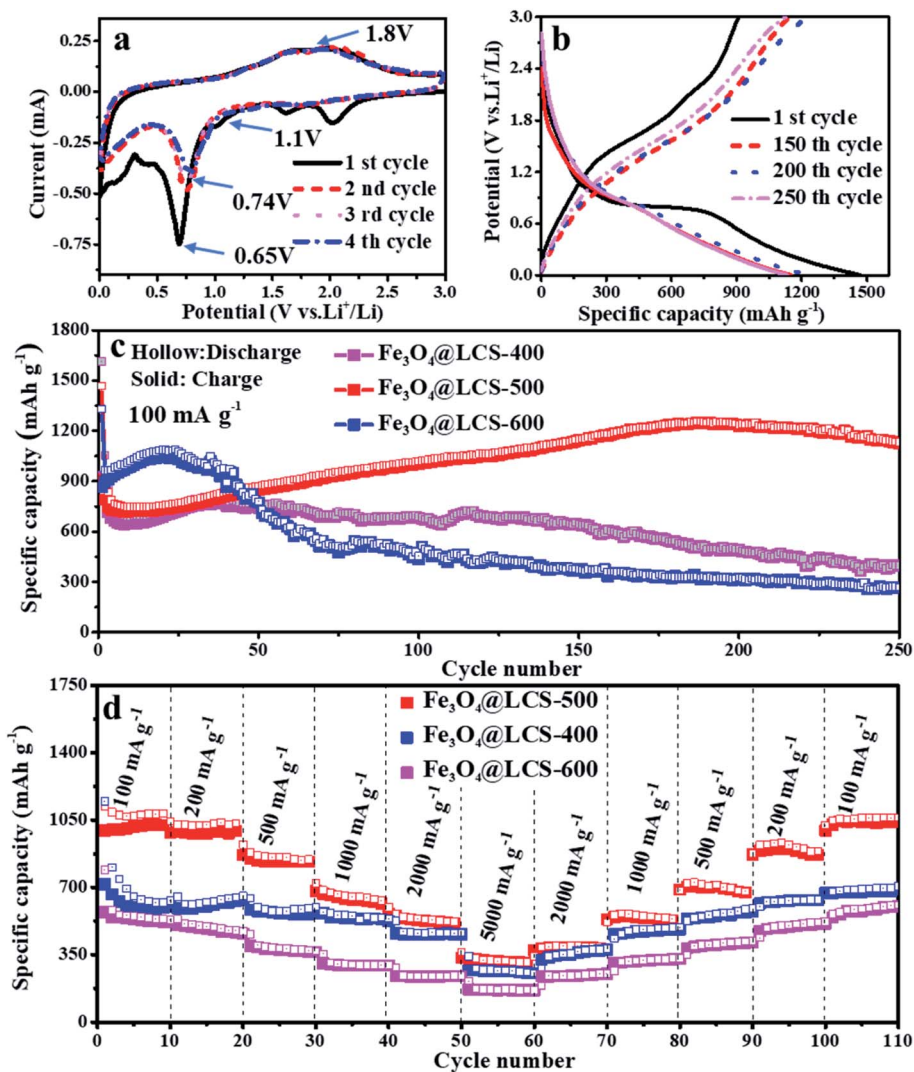 a
1.8V
1.1V
0.74V
0.65V
1 st cycle
2 nd cycle
3 rd cycle
4 th cycle
0.25
0.00
-0.25
-0.50
-0.75
0.0 0.5 1.0 1.5 2.0 2.5 3.0
Current (mA)
Potential (V vs.Li⁺/Li)
b
1 st cycle
150 th cycle
200 th cycle
250 th cycle
3.0
2.4
1.8
1.2
0.6
0.0
0 300 600 900 1200 1500
Potential (V vs.Li⁺/Li)
Specific capacity (mAh g⁻¹)
c
Hollow:Discharge
Solid: Charge
100 mA g⁻¹
Fe₃O₄@LCS-400
Fe₃O₄@LCS-500
Fe₃O₄@LCS-600
1800
1500
1200
900
600
300
0
0 50 100 150 200 250
Specific capacity (mAh g⁻¹)
Cycle number
d
Fe₃O₄@LCS-500
Fe₃O₄@LCS-400
Fe₃O₄@LCS-600
100 mA g⁻¹
200 mA g⁻¹
500 mA g⁻¹
1000 mA g⁻¹
2000 mA g⁻¹
5000 mA g⁻¹
2000 mA g⁻¹
1000 mA g⁻¹
500 mA g⁻¹
200 mA g⁻¹
100 mA g⁻¹
1750
1400
1050
700
350
0
0 10 20 30 40 50 60 70 80 90 100 110
Specific capacity (mAh g⁻¹)
Cycle number